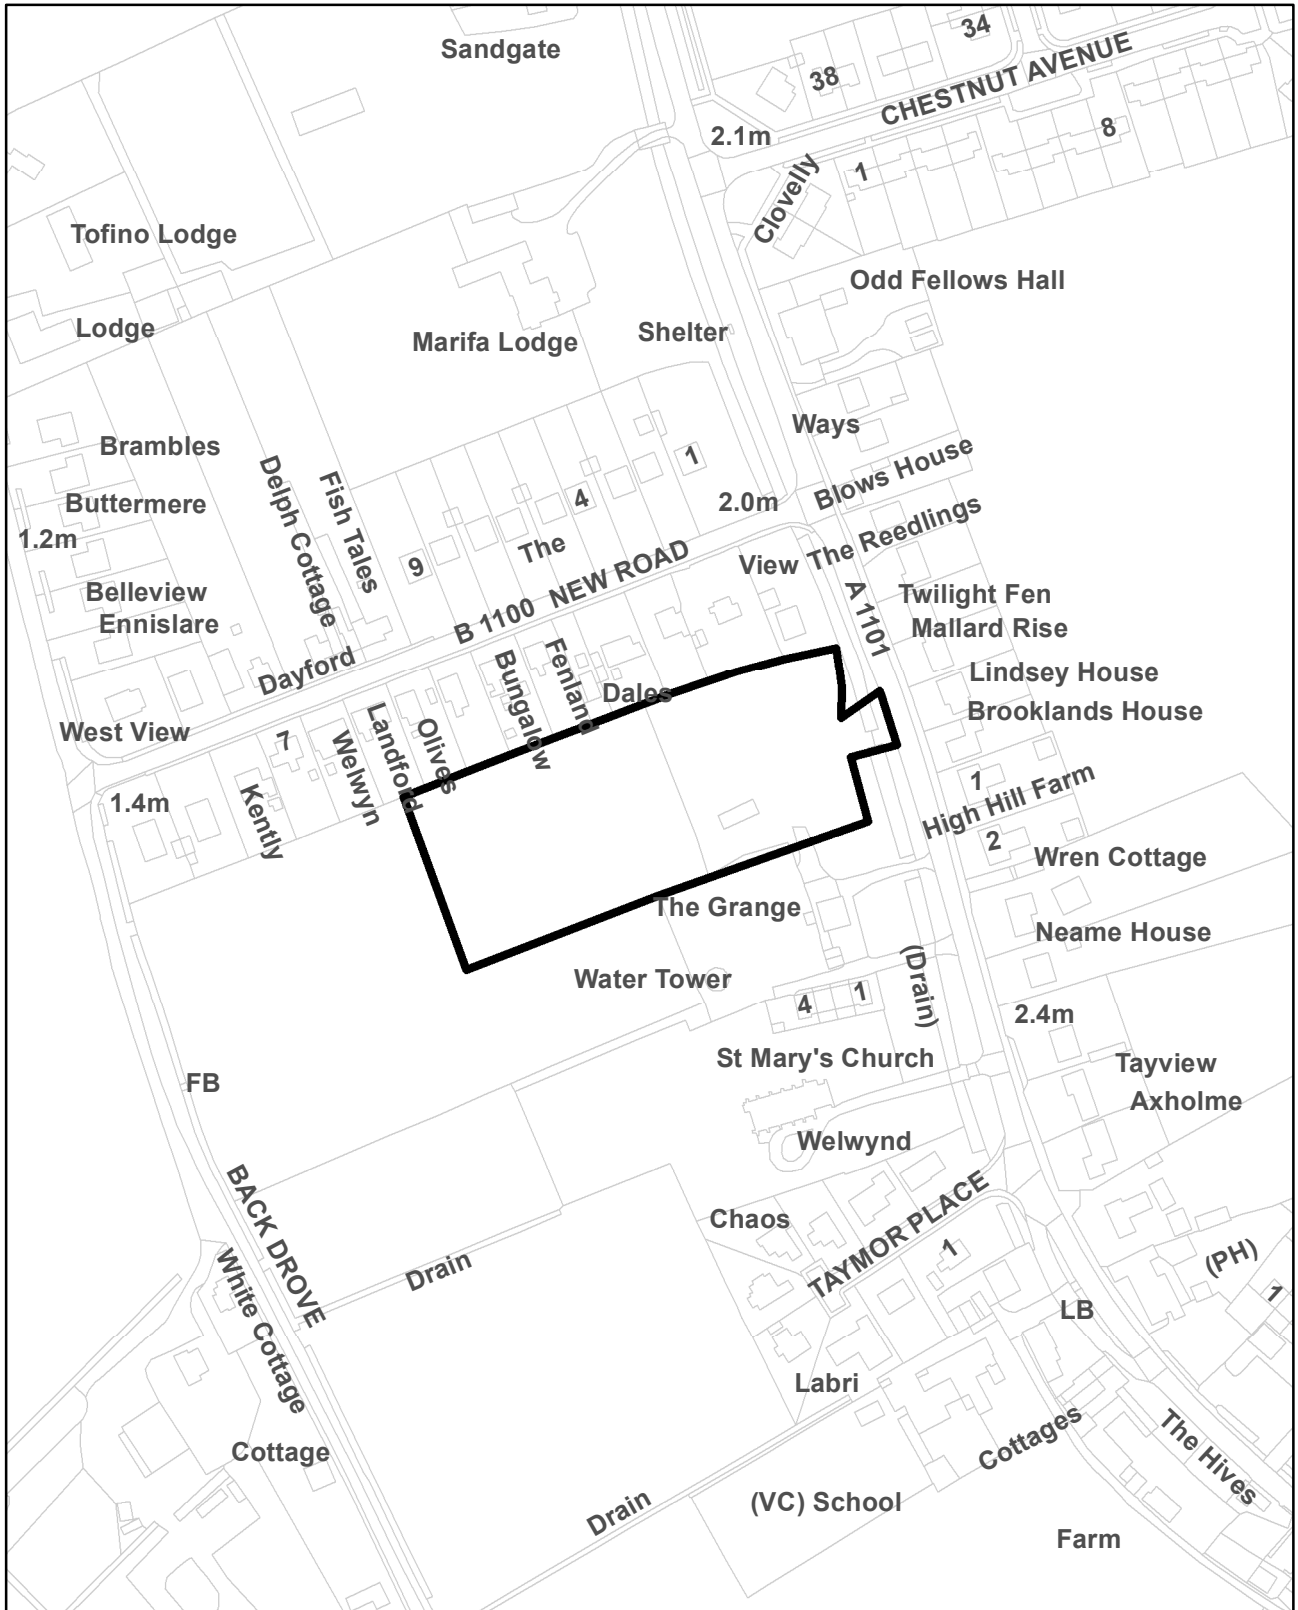 Sandgate
34
38
CHESTNUT AVENUE
2.1m
8
1
Clovelly
Tofino Lodge
Odd Fellows Hall
Lodge
Marifa Lodge
Shelter
Ways
Brambles
1
Blows House
Buttermere
Delph Cottage
Fish Tales
4
2.0m
The Reedlings
1.2m
The
9
View
B 1100 NEW ROAD
A 1101
Belleview
Twilight Fen
Ennislare
Mallard Rise
Dayford
Bungalow
Fenland
Dales
Lindsey House
Brooklands House
West View
7
Welwyn
Landford
Olives
1.4m
Kently
1
High Hill Farm
2
Wren Cottage
The Grange
Neame House
Water Tower
4
1
(Drain)
2.4m
St Mary's Church
Tayview
FB
Axholme
Welwynd
BACK DROVE
Chaos
TAYMOR PLACE
1
(PH)
1
White Cottage
Drain
LB
Labri
Cottage
Cottages
The Hives
Drain
(VC) School
Farm